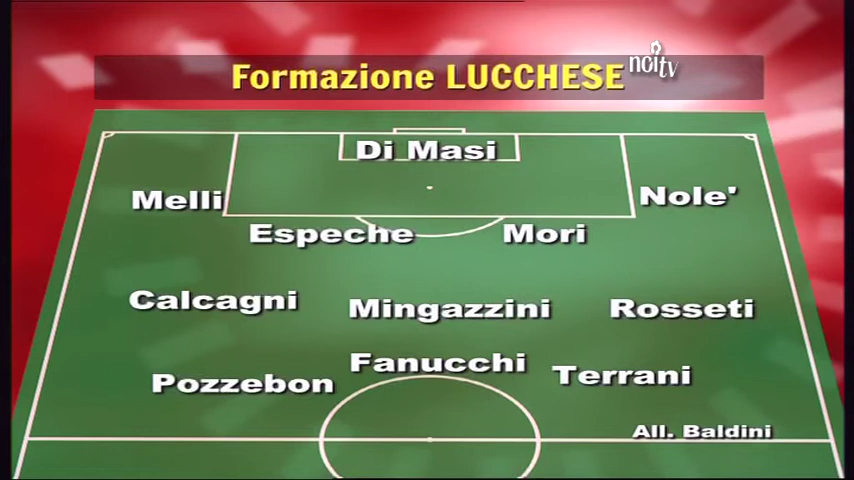 Formazione LUCCHESE
noitv
Di Masi
Melli
Nole'
Espeche
Mori
Calcagni
Mingazzini
Rosseti
Fanucchi
Pozzebon
Terrani
All. Baldini